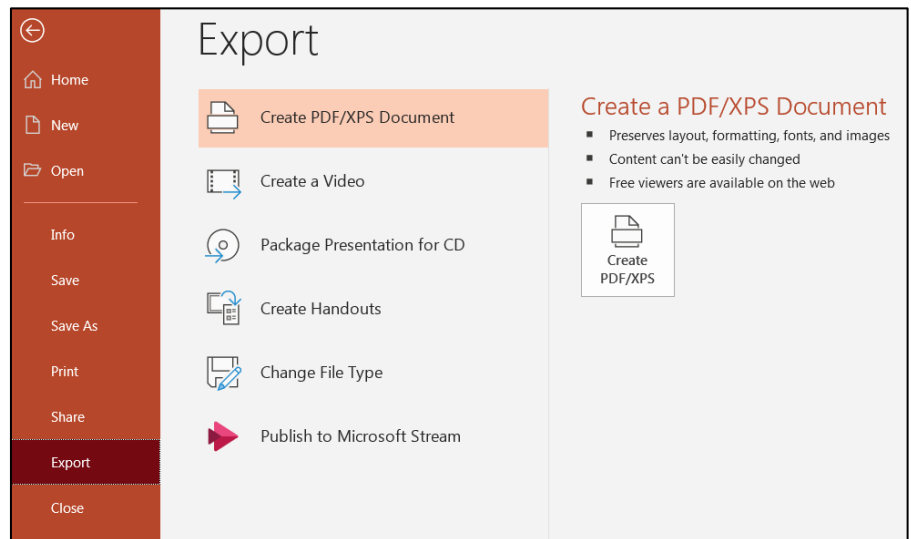 Export
Home
New
Open
Info
Save
Save As
Print
Share
Export
Close
Create PDF/XPS Document
Create a Video
Package Presentation for CD
Create Handouts
Change File Type
Publish to Microsoft Stream
Create a PDF/XPS Document
Preserves layout, formatting, fonts, and images
Content can't be easily changed
Free viewers are available on the web
Create
PDF/XPS